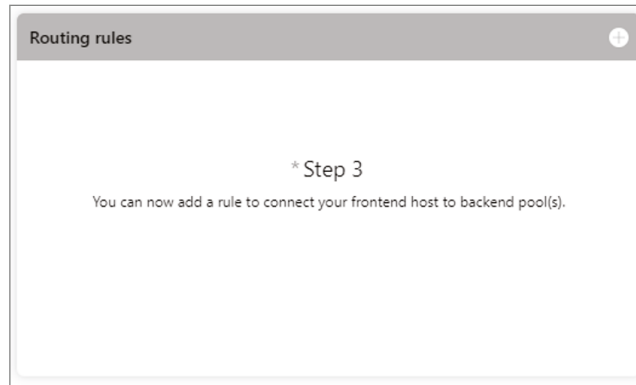 Routing rules
* Step 3
You can now add a rule to connect your frontend host to backend pool(s).